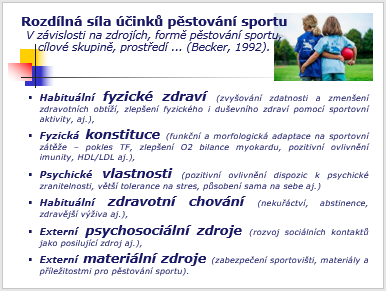 Rozdílná síla účinků pěstování sportu
V závislosti na zdrojích, formě pěstování sportu,
cílové skupině, prostředí ... (Becker, 1992).
▪ Habituální fyzické zdraví (zvyšování zdatnosti a zmenšení
zdravotních obtíží, zlepšení fyzického i duševního zdraví pomocí sportovní
aktivity, aj.),
▪ Fyzická konstituce (funkční a morfologická adaptace na sportovní
zátěže – pokles TF, zlepšení O2 bilance myokardu, pozitivní ovlivnění
imunity, HDL/LDL aj.),
▪ Psychické vlastnosti (pozitivní ovlivnění dispozic k psychické
zranitelnosti, větší tolerance na stres, působení sama na sebe aj.)
▪ Habituální zdravotní chování (nekuřáctví, abstinence,
zdravější výživa aj.),
▪ Externí psychosociální zdroje (rozvoj sociálních kontaktů
jako posilující zdroj aj.),
▪ Externí materiální zdroje (zabezpečení sportovišti, materiály a
příležitostmi pro pěstování sportu).